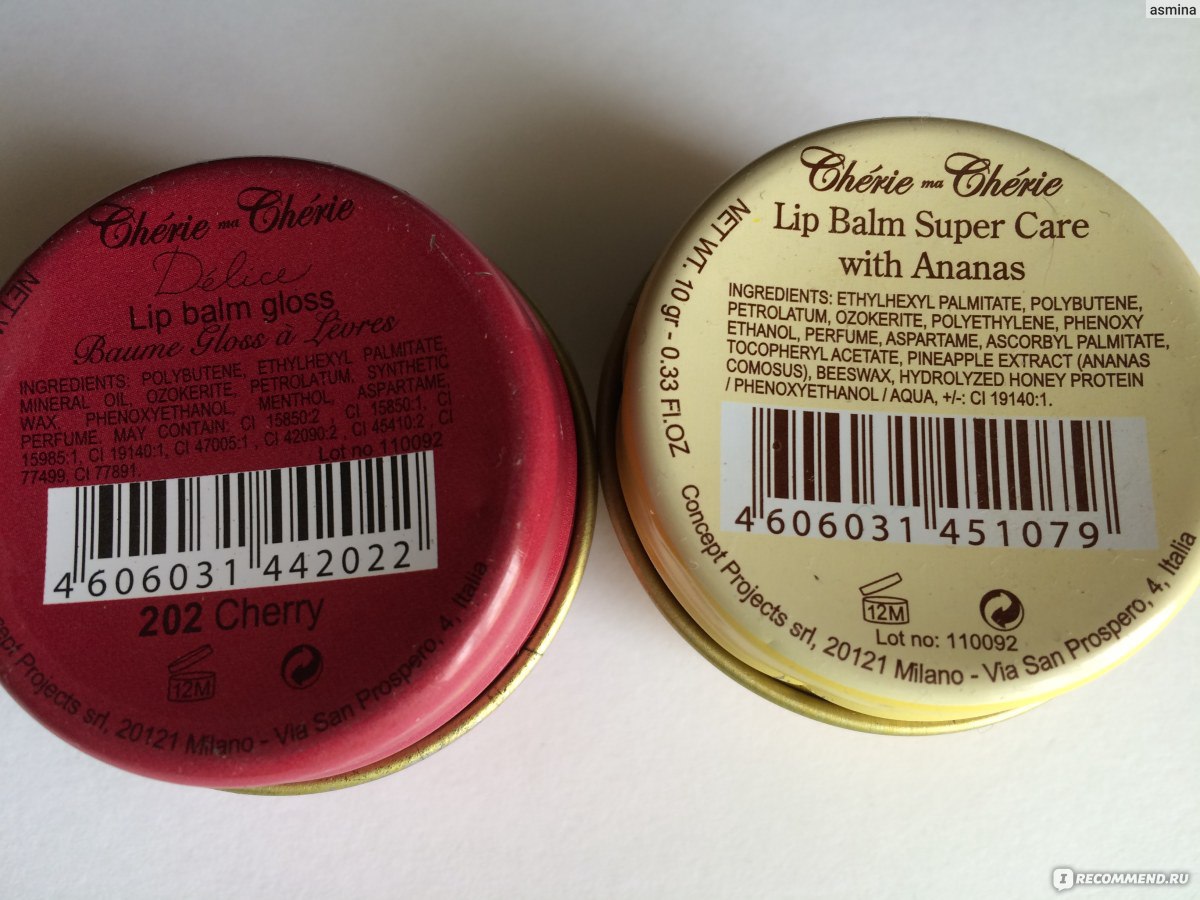 asmina
Chérie ma Chérie
Délice
Lip balm gloss
Baume Gloss à Lèvres
INGREDIENTS: POLYBUTENE, ETHYLHEXYL PALMITATE,
MINERAL OIL, OZOKERITE, PETROLATUM, SYNTHETIC
WAX, PHENOXYETHANOL, MENTHOL, ASPARTAME,
PERFUME. MAY CONTAIN: CI 15850:2 , CI 15850:1, CI
15985:1, CI 19140:1, CI 47005:1 , CI 42090:2 , CI 45410:2 , CI
77499, CI 77891.
Lot no 110092
4 606031 442022
202 Cherry
12M
NET W
cept Projects srl, 20121 Milano - Via San Prospero, 4, Italia
Chérie ma Chérie
Lip Balm Super Care
with Ananas
NET WT. 10 gr - 0.33 Fl.OZ
INGREDIENTS: ETHYLHEXYL PALMITATE, POLYBUTENE,
PETROLATUM, OZOKERITE, POLYETHYLENE, PHENOXY
ETHANOL, PERFUME, ASPARTAME, ASCORBYL PALMITATE,
TOCOPHERYL ACETATE, PINEAPPLE EXTRACT (ANANAS
COMOSUS), BEESWAX, HYDROLYZED HONEY PROTEIN
/ PHENOXYETHANOL / AQUA, +/-: CI 19140:1.
4 606031 451079
12M
Lot no: 110092
Concept Projects srl, 20121 Milano - Via San Prospero, 4, Italia
IRECOMMEND.RU